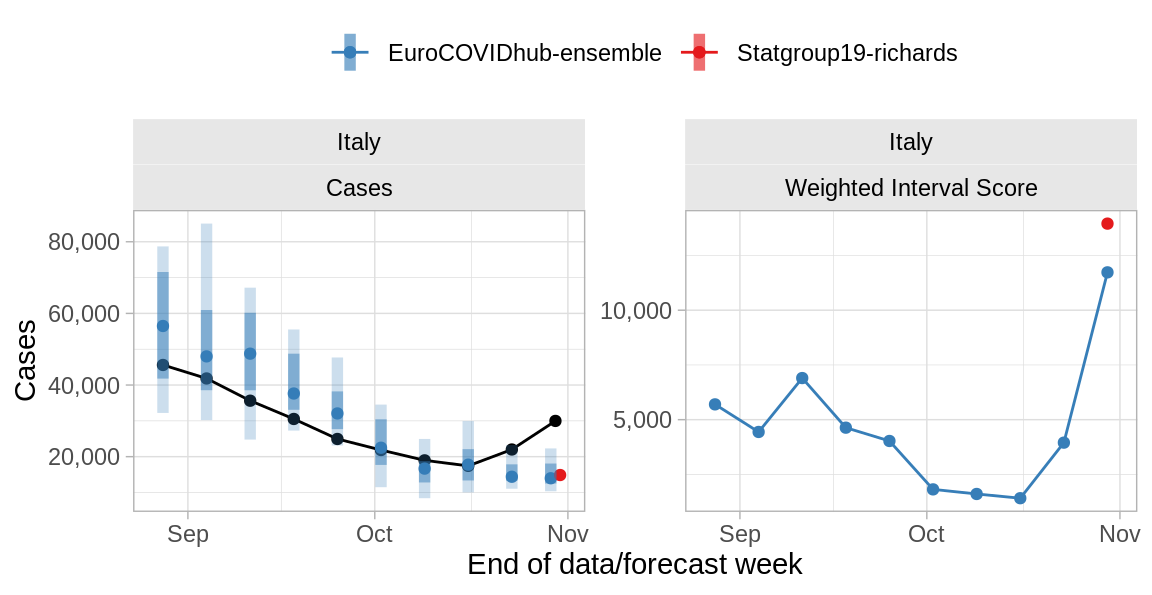 EuroCOVIDhub-ensemble Statgroup19-richards
Italy
Cases
80,000
60,000
40,000
20,000
Cases
Sep Oct Nov
Italy
Weighted Interval Score
10,000
5,000
Sep Oct Nov
End of data/forecast week